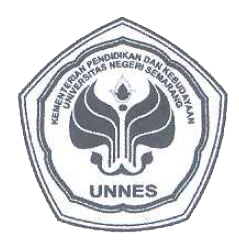 KEMENTERIAN PENDIDIKAN DAN KEBUDAYAAN
UNIVERSITAS NEGERI SEMARANG
UNNES